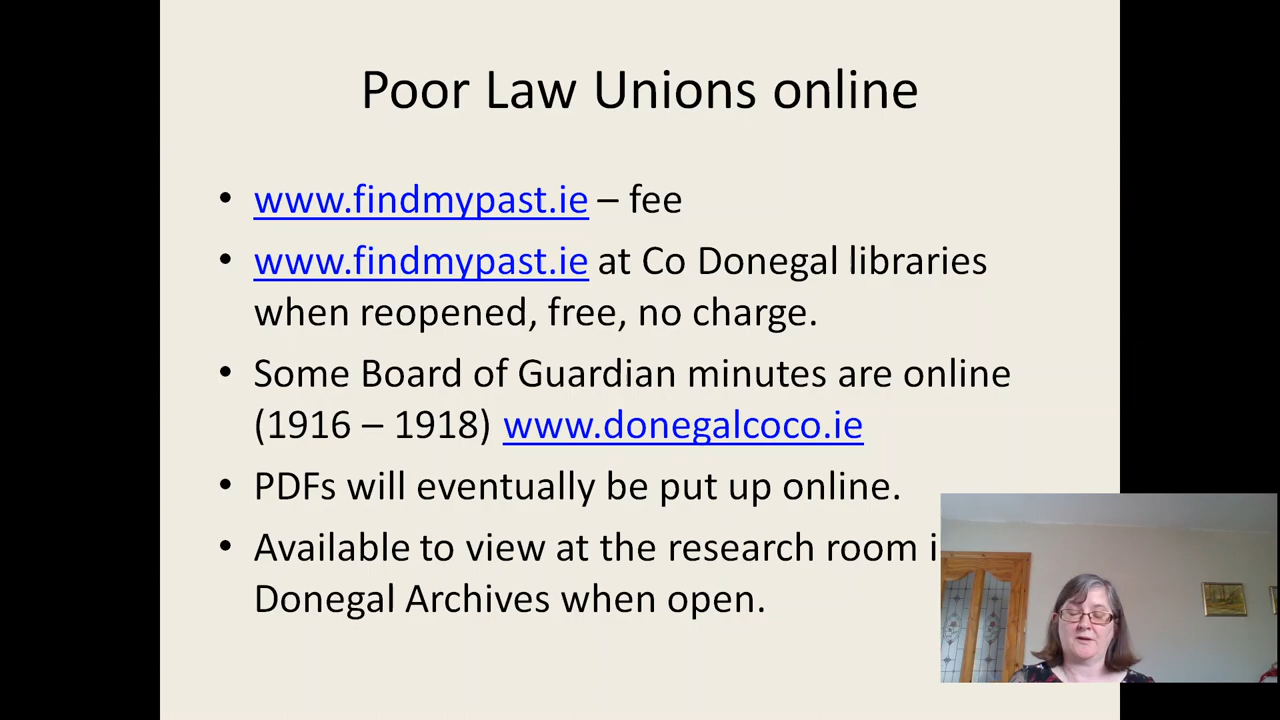 Poor Law Unions online
• www.findmypast.ie – fee
• www.findmypast.ie at Co Donegal libraries
when reopened, free, no charge.
• Some Board of Guardian minutes are online
(1916 – 1918) www.donegalcoco.ie
• PDFs will eventually be put up online.
• Available to view at the research room
Donegal Archives when open.